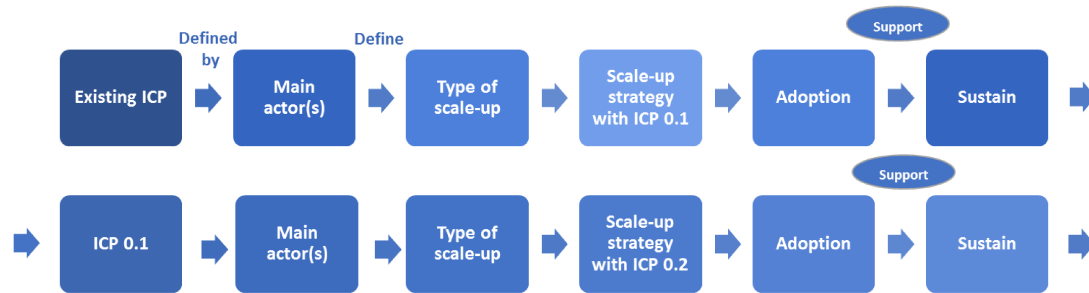 Support
Defined
by
Define
Existing ICP
Main
actor(s)
Type of
scale-up
Scale-up
strategy
with ICP 0.1
Adoption
Sustain
Support
ICP 0.1
Main
actor(s)
Type of
scale-up
Scale-up
strategy
with ICP 0.2
Adoption
Sustain